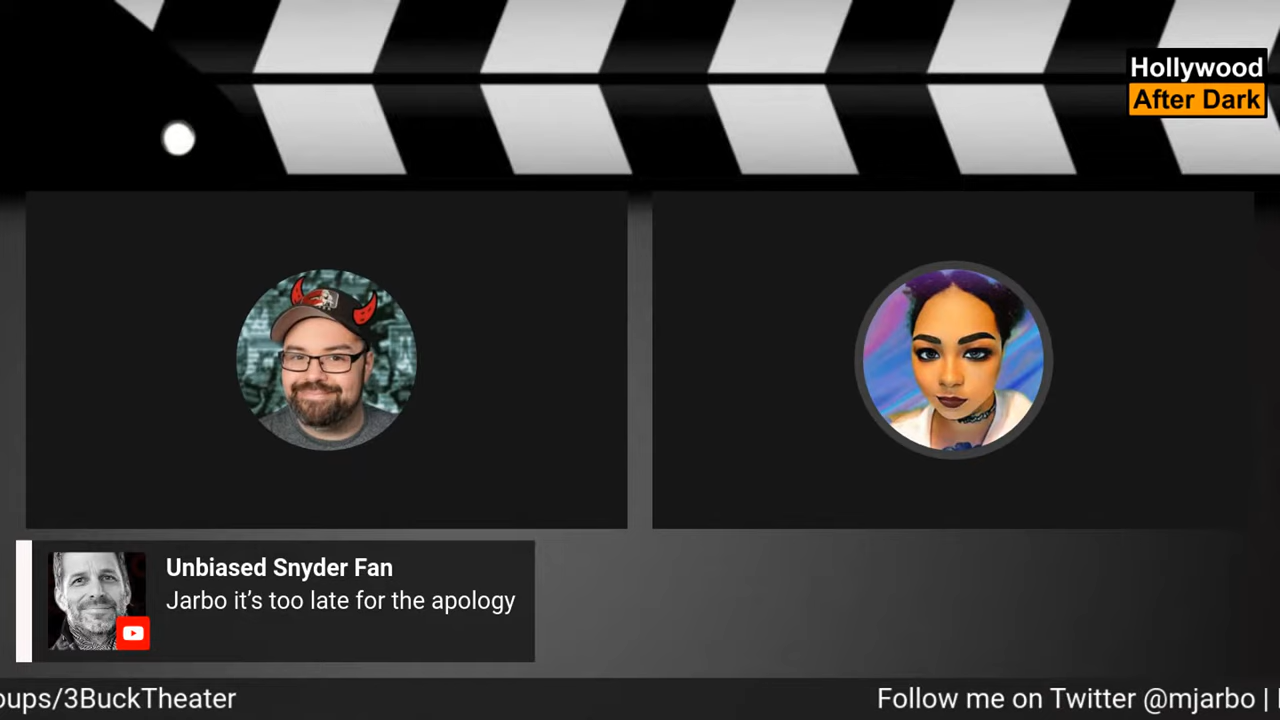 Hollywood
After Dark
Unbiased Snyder Fan
Jarbo it’s too late for the apology
oups/3BuckTheater
Follow me on Twitter @mjarbo |